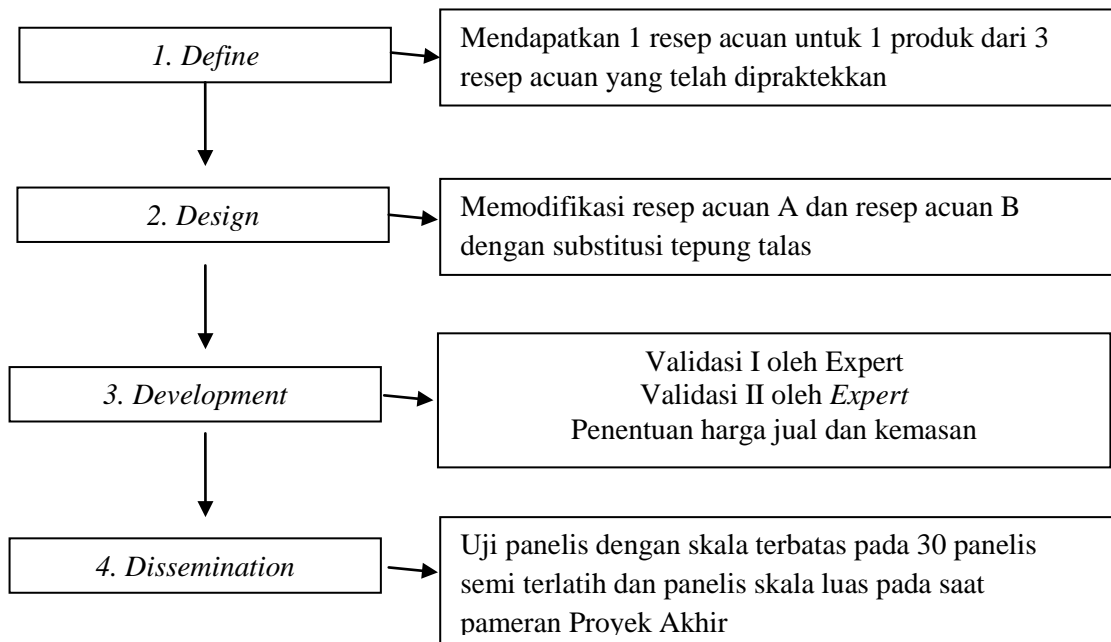 1. Define
Mendapatkan 1 resep acuan untuk 1 produk dari 3
resep acuan yang telah dipraktekkan
2. Design
Memodifikasi resep acuan A dan resep acuan B
dengan substitusi tepung talas
3. Development
Validasi I oleh Expert
Validasi II oleh Expert
Penentuan harga jual dan kemasan
4. Dissemination
Uji panelis dengan skala terbatas pada 30 panelis
semi terlatih dan panelis skala luas pada saat
pameran Proyek Akhir